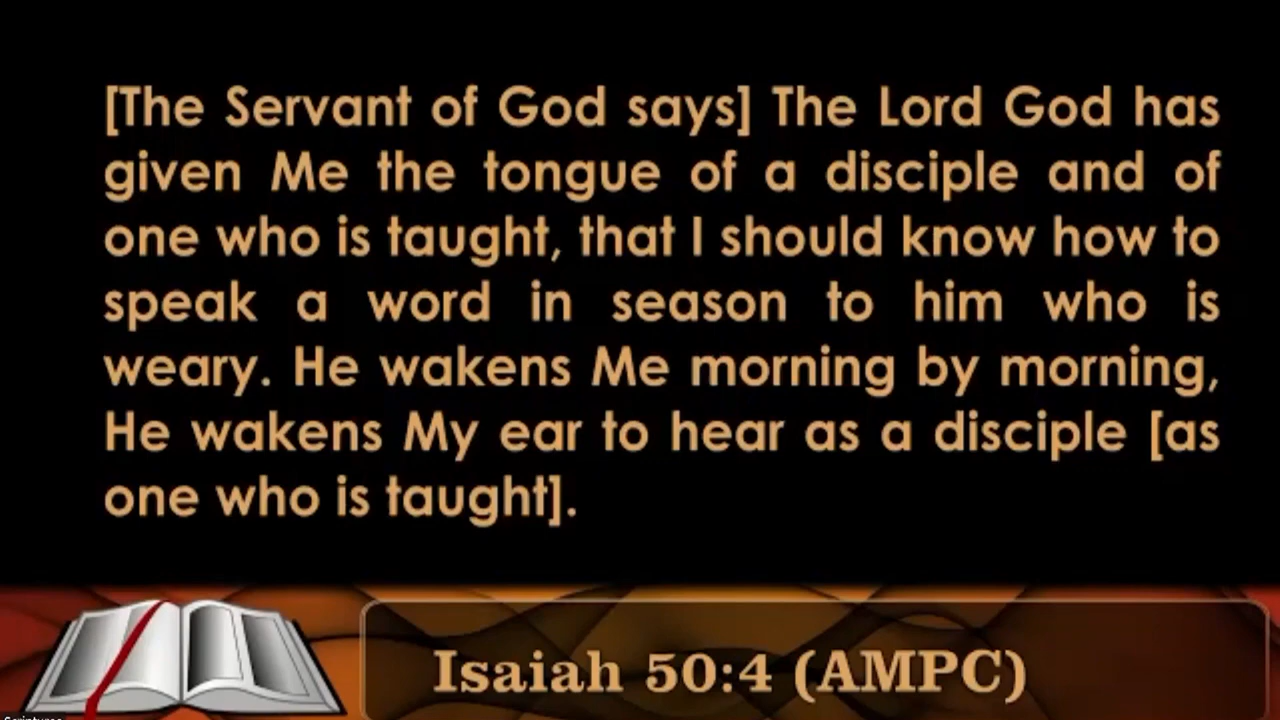 [The Servant of God says] The Lord God has
given Me the tongue of a disciple and of
one who is taught, that I should know how to
speak a word in season to him who is
weary. He wakens Me morning by morning,
He wakens My ear to hear as a disciple [as
one who is taught].
Isaiah 50:4 (AMPC)